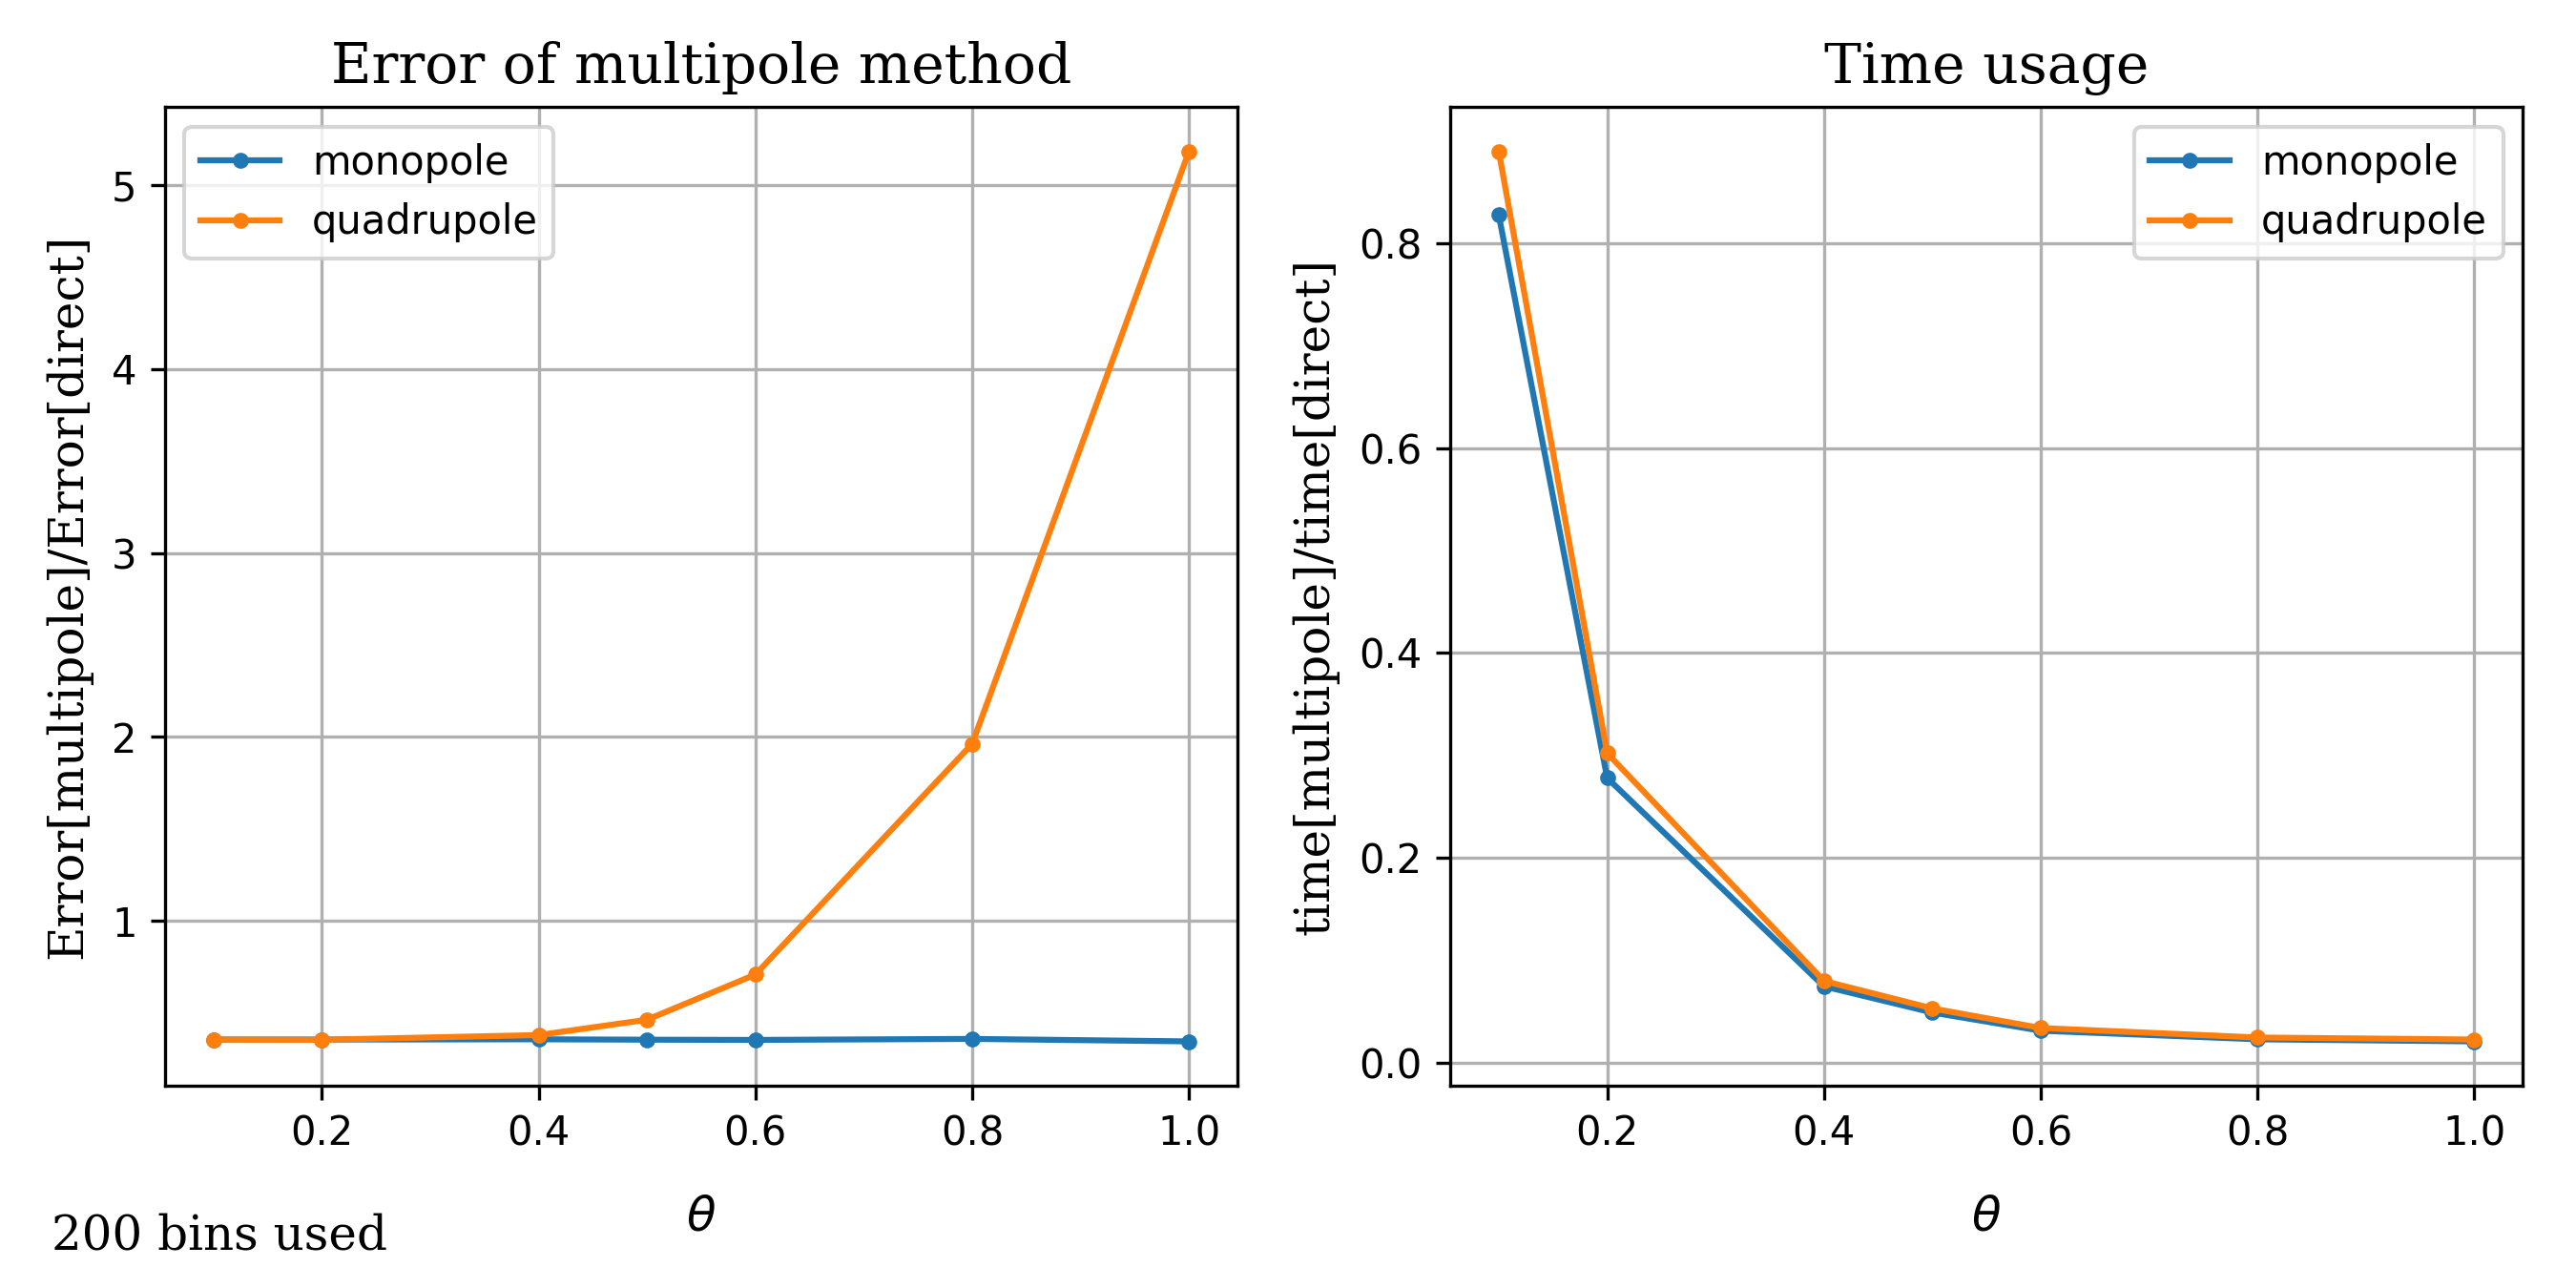 Error of multipole method
monopole
quadrupole
Error[multipole]/Error[direct]
5
4
3
2
1
0.2 0.4 0.6 0.8 1.0
θ
200 bins used
Time usage
monopole
quadrupole
time[multipole]/time[direct]
0.8
0.6
0.4
0.2
0.0
0.2 0.4 0.6 0.8 1.0
θ